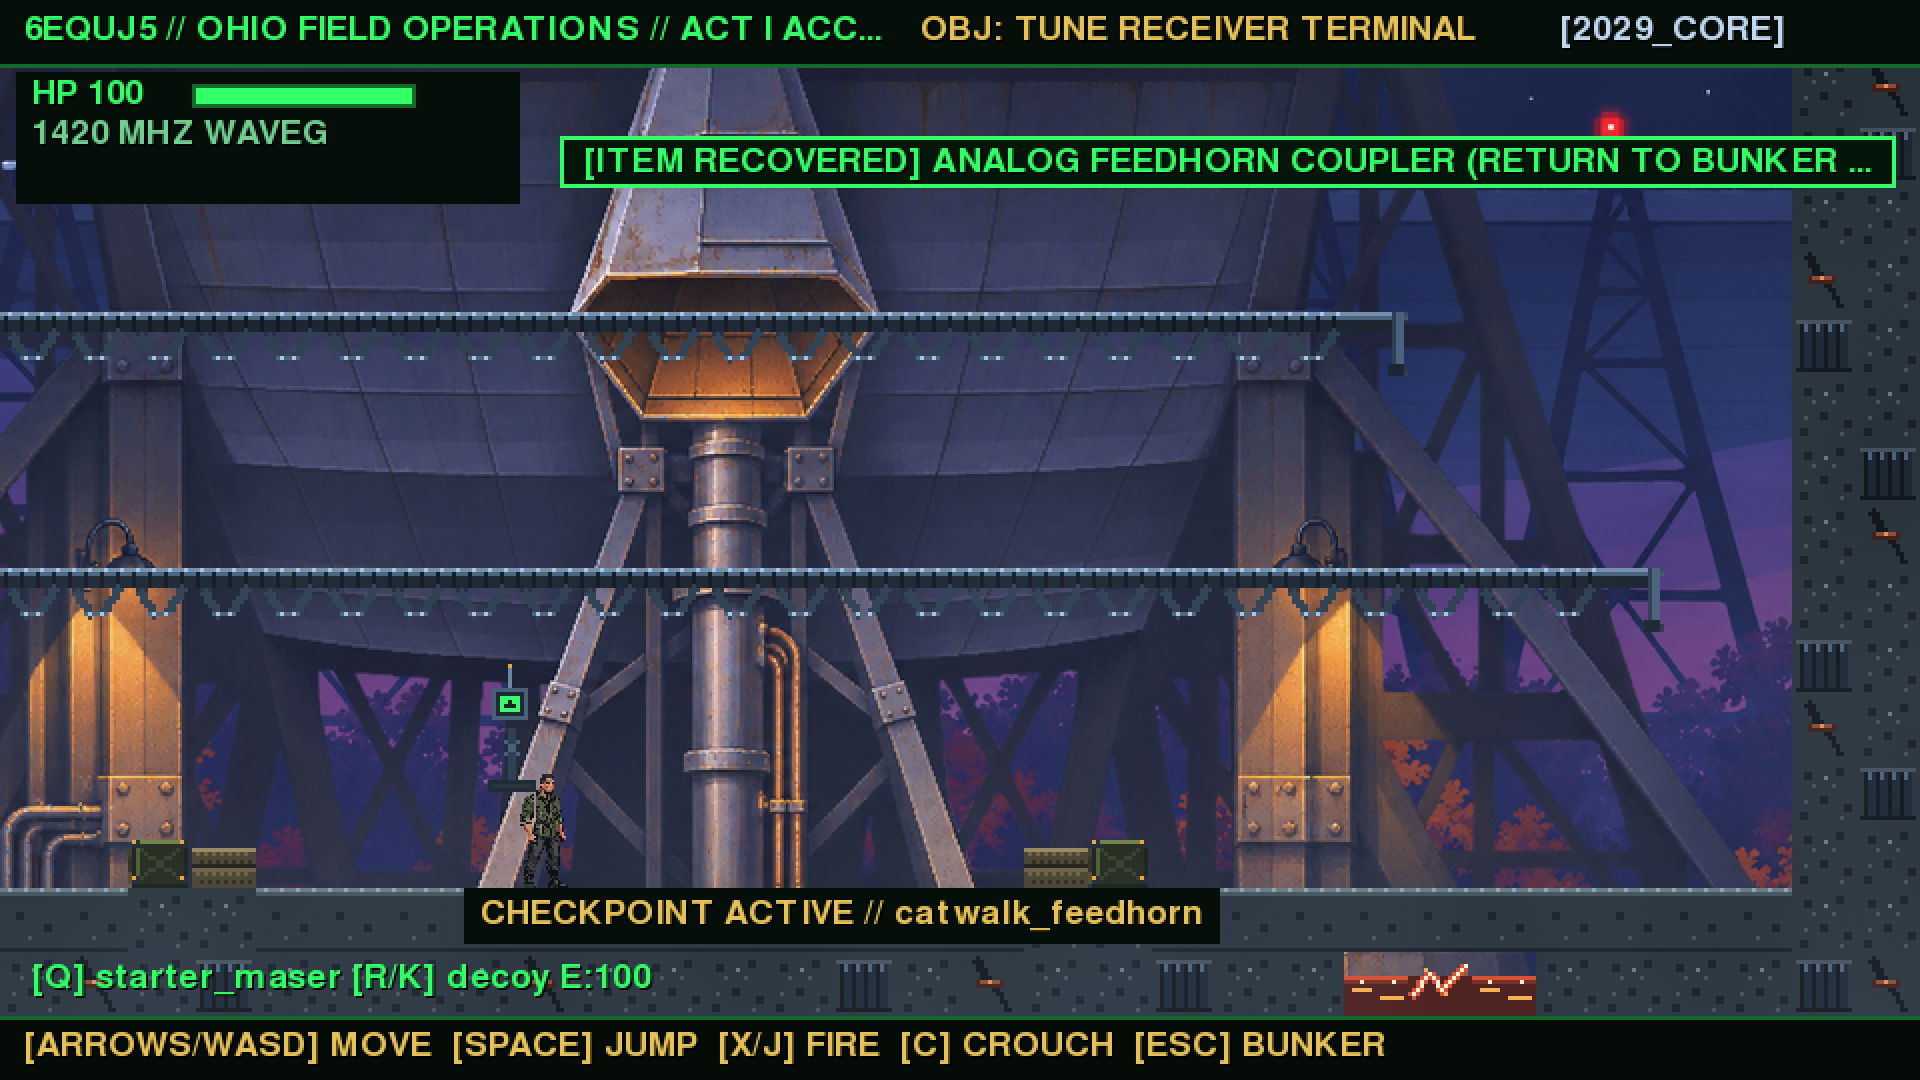 6EQUJ5 // OHIO FIELD OPERATIONS // ACT I ACC... OBJ: TUNE RECEIVER TERMINAL [2029_CORE]
HP 100
1420 MHZ WAVEG
[ITEM RECOVERED] ANALOG FEEDHORN COUPLER (RETURN TO BUNKER ...
CHECKPOINT ACTIVE // catwalk_feedhorn
[Q] starter_maser [R/K] decoy E:100
[ARROWS/WASD] MOVE [SPACE] JUMP [X/J] FIRE [C] CROUCH [ESC] BUNKER